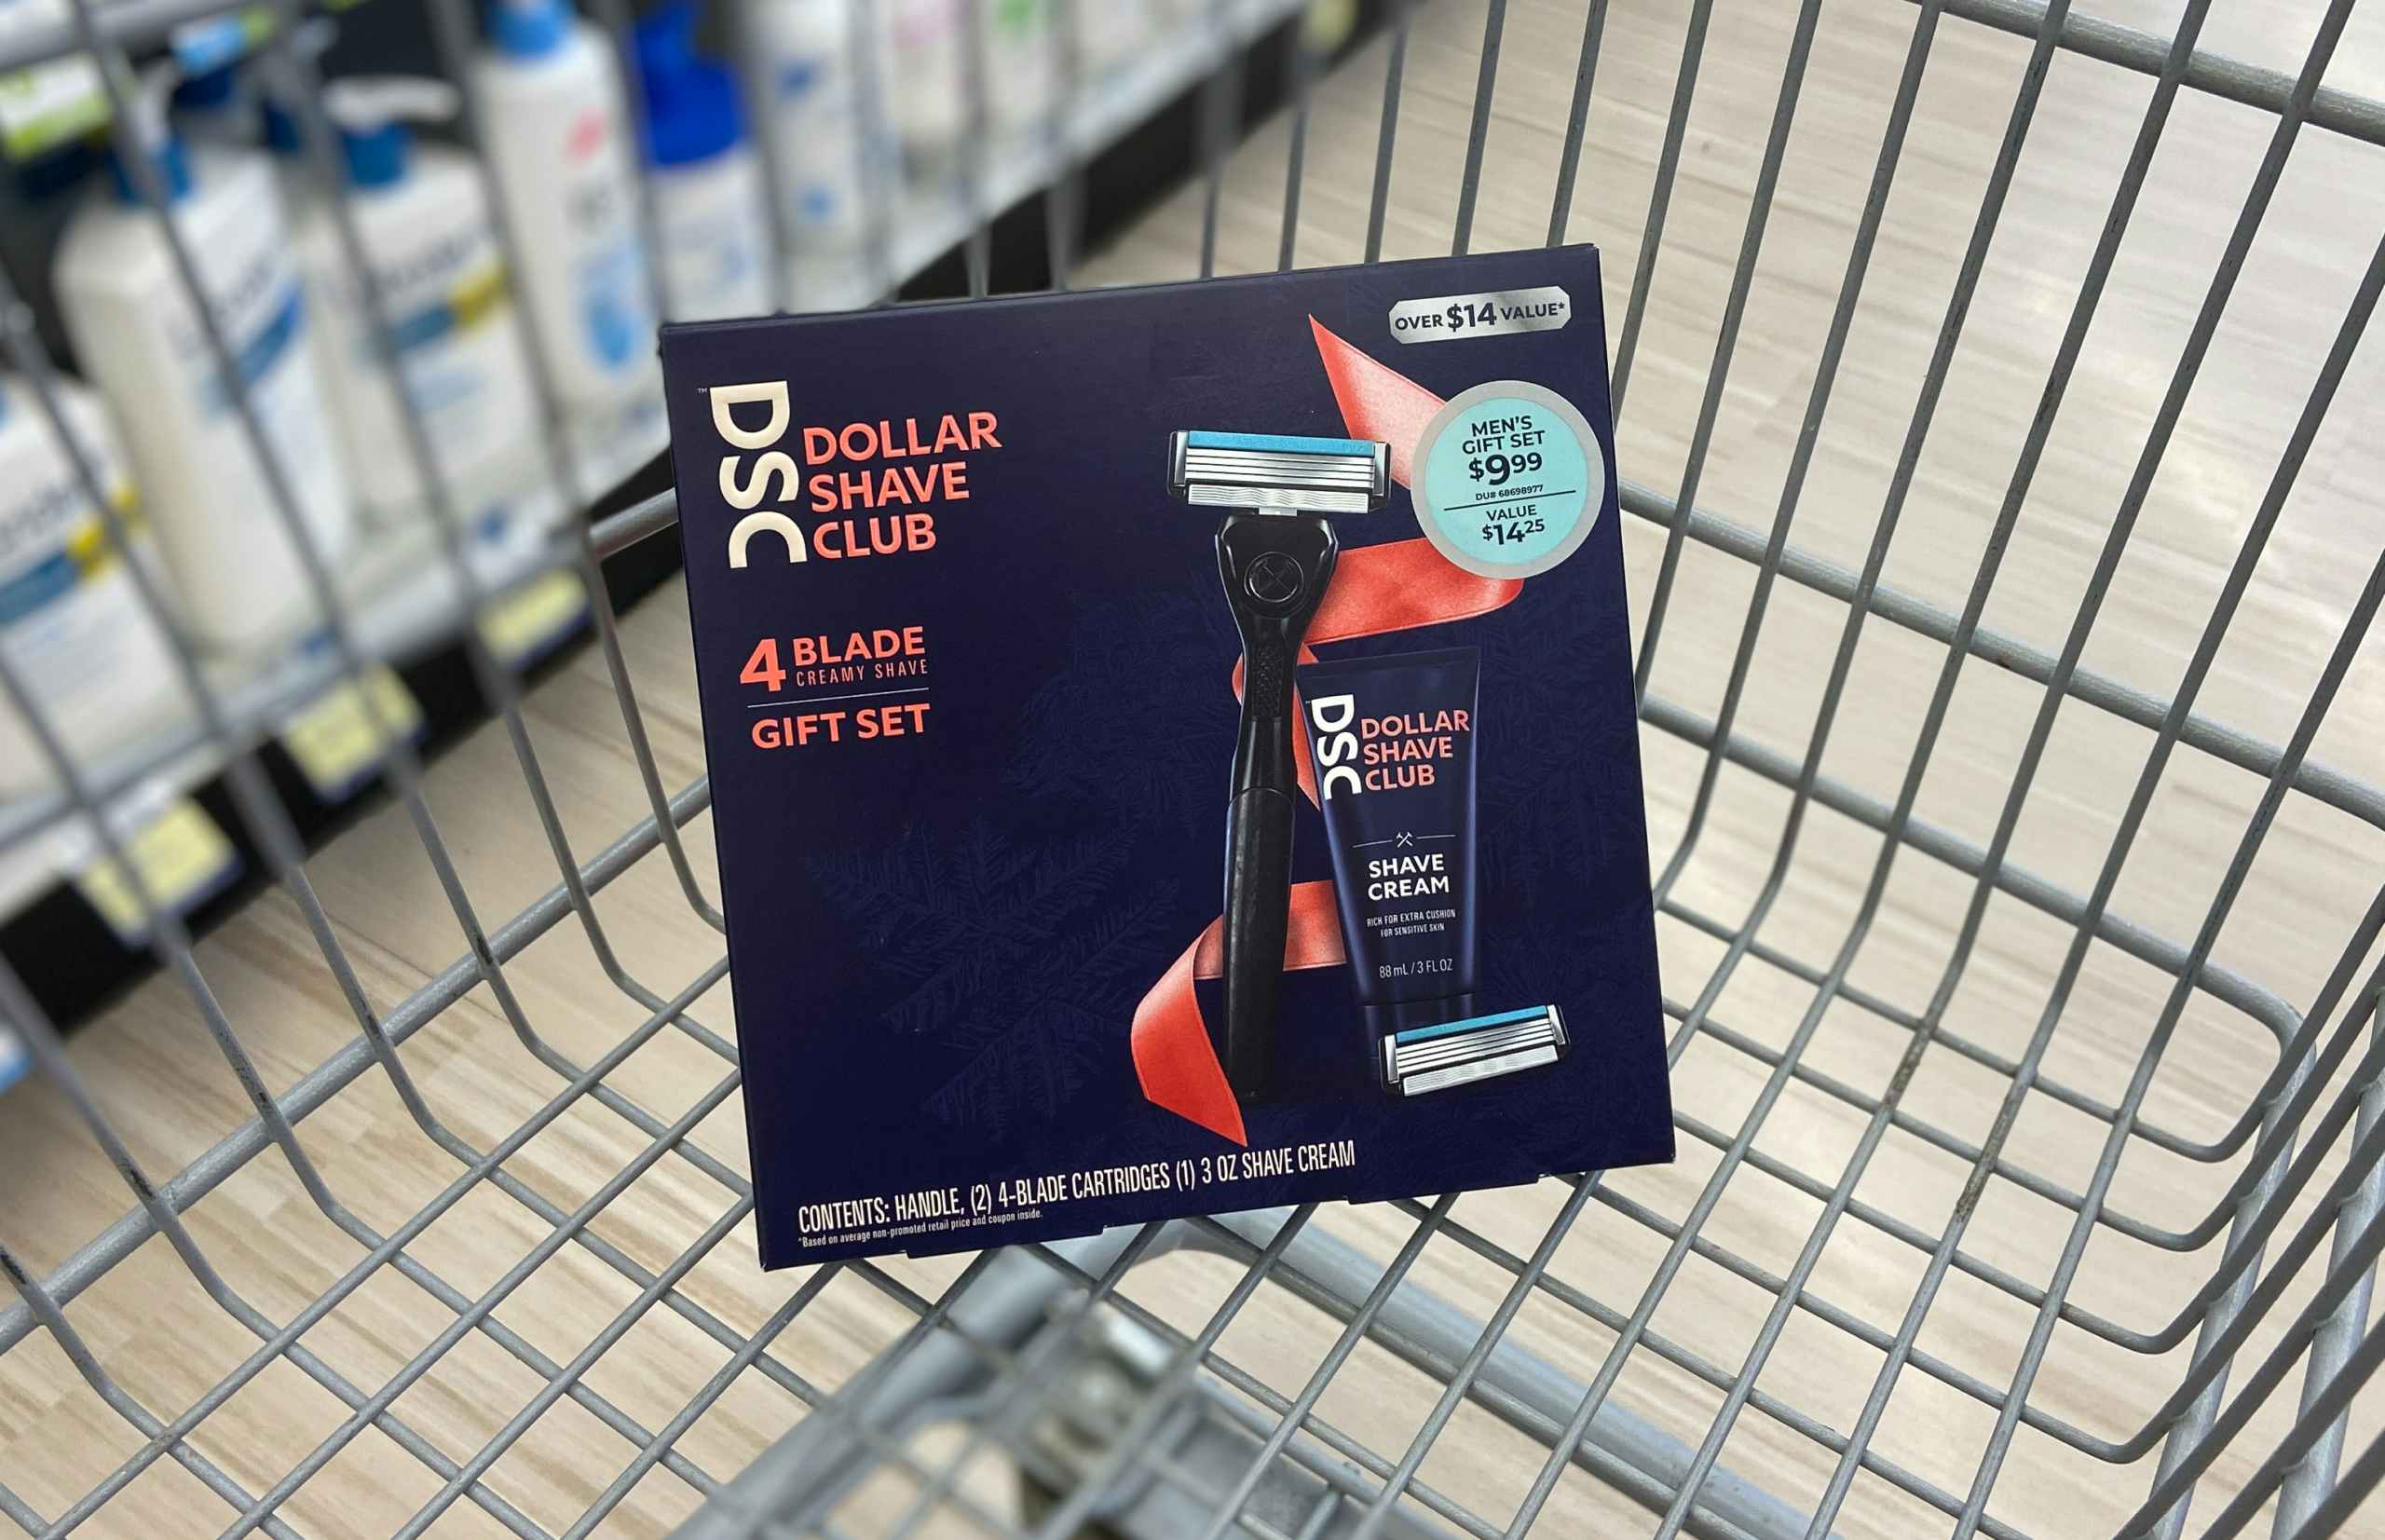 OVER $14 VALUE*
™
DSC
DOLLAR
SHAVE
CLUB
MEN'S
GIFT SET
$9.99
DU# 68698977
VALUE
$14.25
4 BLADE
CREAMY SHAVE
GIFT SET
DSC
DOLLAR
SHAVE
CLUB
SHAVE
CREAM
RICH FOR EXTRA CUSHION
FOR SENSITIVE SKIN
88 mL / 3 FL OZ
CONTENTS: HANDLE, (2) 4-BLADE CARTRIDGES (1) 3 OZ SHAVE CREAM
*Based on average non-promoted retail price and coupon inside.